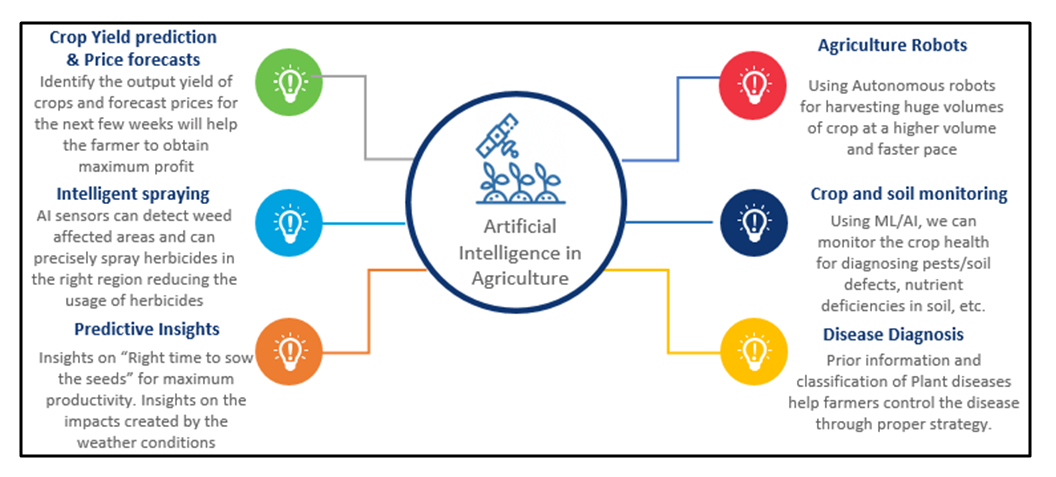 Crop Yield prediction
& Price forecasts
Identify the output yield of
crops and forecast prices for
the next few weeks will help
the farmer to obtain
maximum profit
Intelligent spraying
AI sensors can detect weed
affected areas and can
precisely spray herbicides in
the right region reducing the
usage of herbicides
Predictive Insights
Insights on “Right time to sow
the seeds” for maximum
productivity. Insights on the
impacts created by the
weather conditions
Artificial
Intelligence in
Agriculture
Agriculture Robots
Using Autonomous robots
for harvesting huge volumes
of crop at a higher volume
and faster pace
Crop and soil monitoring
Using ML/AI, we can
monitor the crop health
for diagnosing pests/soil
defects, nutrient
deficiencies in soil, etc.
Disease Diagnosis
Prior information and
classification of Plant diseases
help farmers control the disease
through proper strategy.